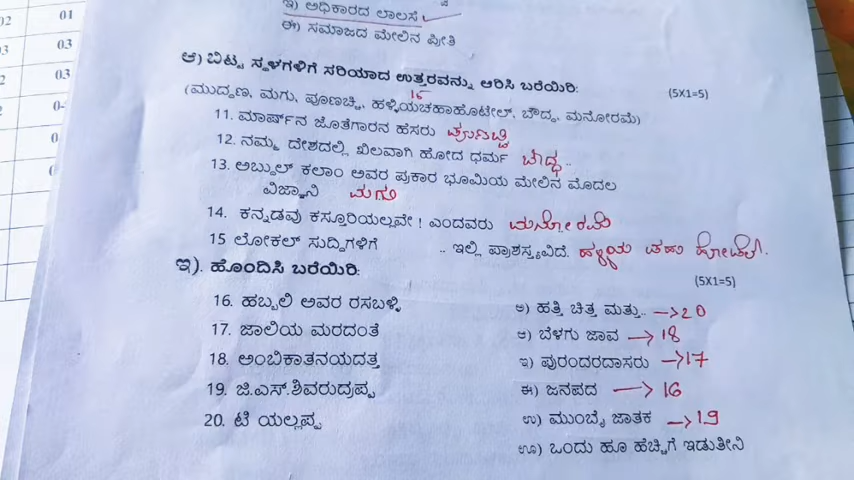 02 01
ಇ) ಅಧಿಕಾರದ ಲಾಲಸೆ
03
ಈ) ಸಮಾಜದ ಮೇಲಿನ ಪ್ರೀತಿ
03
ಆ) ಬಿಟ್ಟ ಸ್ಥಳಗಳಿಗೆ ಸರಿಯಾದ ಉತ್ತರವನ್ನು ಆರಿಸಿ ಬರೆಯಿರಿ: (5X1=5)
(ಮುದ್ದಣ, ಮಗು, ಪೂಣಚ್ಚಿ, ಹಳ್ಳಿಯಚಹಾಹೊಟೇಲ್, ಬೌದ್ಧ, ಮನೋರಮೆ)
11. ಮಾರ್ಷ್‌ನ ಜೊತೆಗಾರನ ಹೆಸರು ಪೂಣಚ್ಚಿ
12. ನಮ್ಮ ದೇಶದಲ್ಲಿ ಖಿಲವಾಗಿ ಹೋದ ಧರ್ಮ ಬೌದ್ಧ ..
13. ಅಬ್ದುಲ್ ಕಲಾಂ ಅವರ ಪ್ರಕಾರ ಭೂಮಿಯ ಮೇಲಿನ ಮೊದಲ
ವಿಜ್ಞಾನಿ ಮಗು
14. ಕನ್ನಡವು ಕಸ್ತೂರಿಯಲ್ಲವೇ ! ಎಂದವರು ಮನೋರಮೆ
15 ಲೋಕಲ್ ಸುದ್ದಿಗಳಿಗೆ .. ಇಲ್ಲಿ ಪ್ರಾಶಸ್ತ್ಯವಿದೆ. ಹಳ್ಳಿಯ ಚಹಾ ಹೋಟೆಲ್.
ಇ). ಹೊಂದಿಸಿ ಬರೆಯಿರಿ: (5X1=5)
16. ಹಬ್ಬಲಿ ಅವರ ರಸಬಳ್ಳಿ ಅ) ಹತ್ತಿ ಚಿತ್ತ ಮತ್ತು.. —>20
17. ಜಾಲಿಯ ಮರದಂತೆ ಆ) ಬೆಳಗು ಜಾವ —> 18
18. ಅಂಬಿಕಾತನಯದತ್ತ ಇ) ಪುರಂದರದಾಸರು —>17
19. ಜಿ.ಎಸ್.ಶಿವರುದ್ರಪ್ಪ ಈ) ಜನಪದ —> 16
20. ಟಿ ಯಲ್ಲಪ್ಪ ಉ) ಮುಂಬೈ ಜಾತಕ —>19
ಊ) ಒಂದು ಹೂ ಹೆಚ್ಚಿಗೆ ಇಡುತೀನಿ